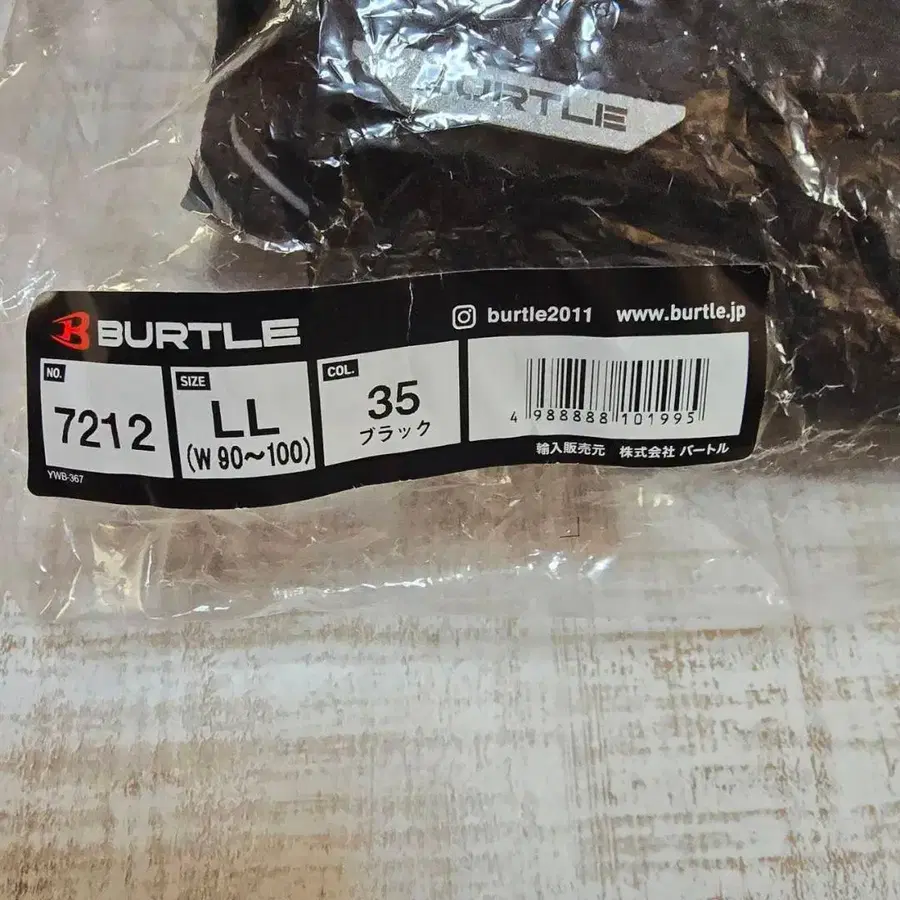 BURTLE
BURTLE
burtle2011 www.burtle.jp
NO.
7212
SIZE
LL
(W 90〜100)
COL.
35
ブラック
4 988888 101995
輸入販売元 株式会社 バートル
YWB-367